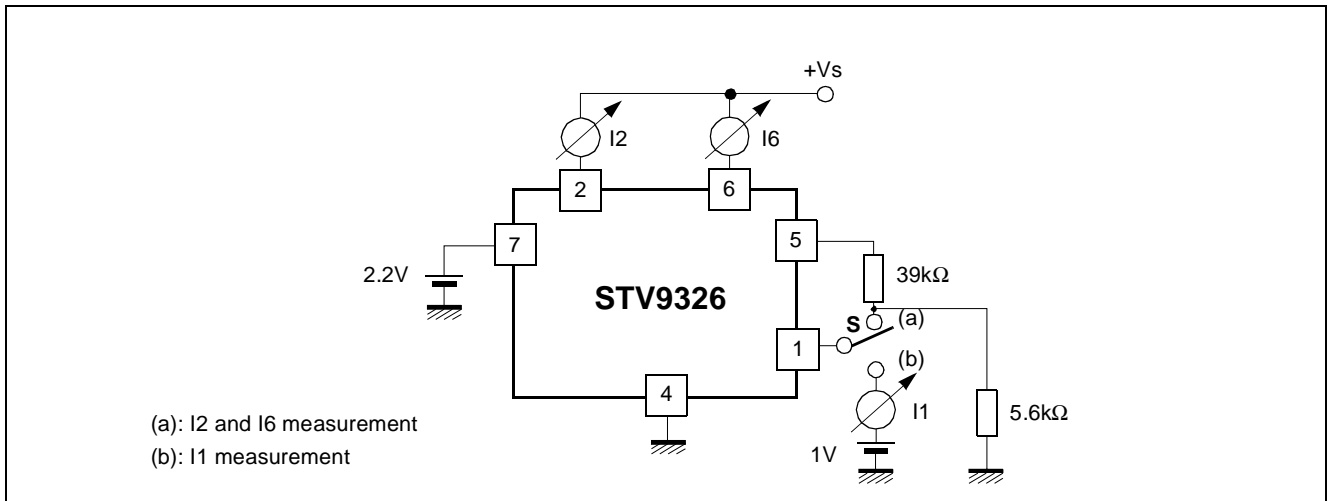 +Vs
I2
I6
2
6
7
5
2.2V
39kΩ
STV9326
S
(a)
1
(b)
4
I1
5.6kΩ
(a): I2 and I6 measurement
(b): I1 measurement
1V